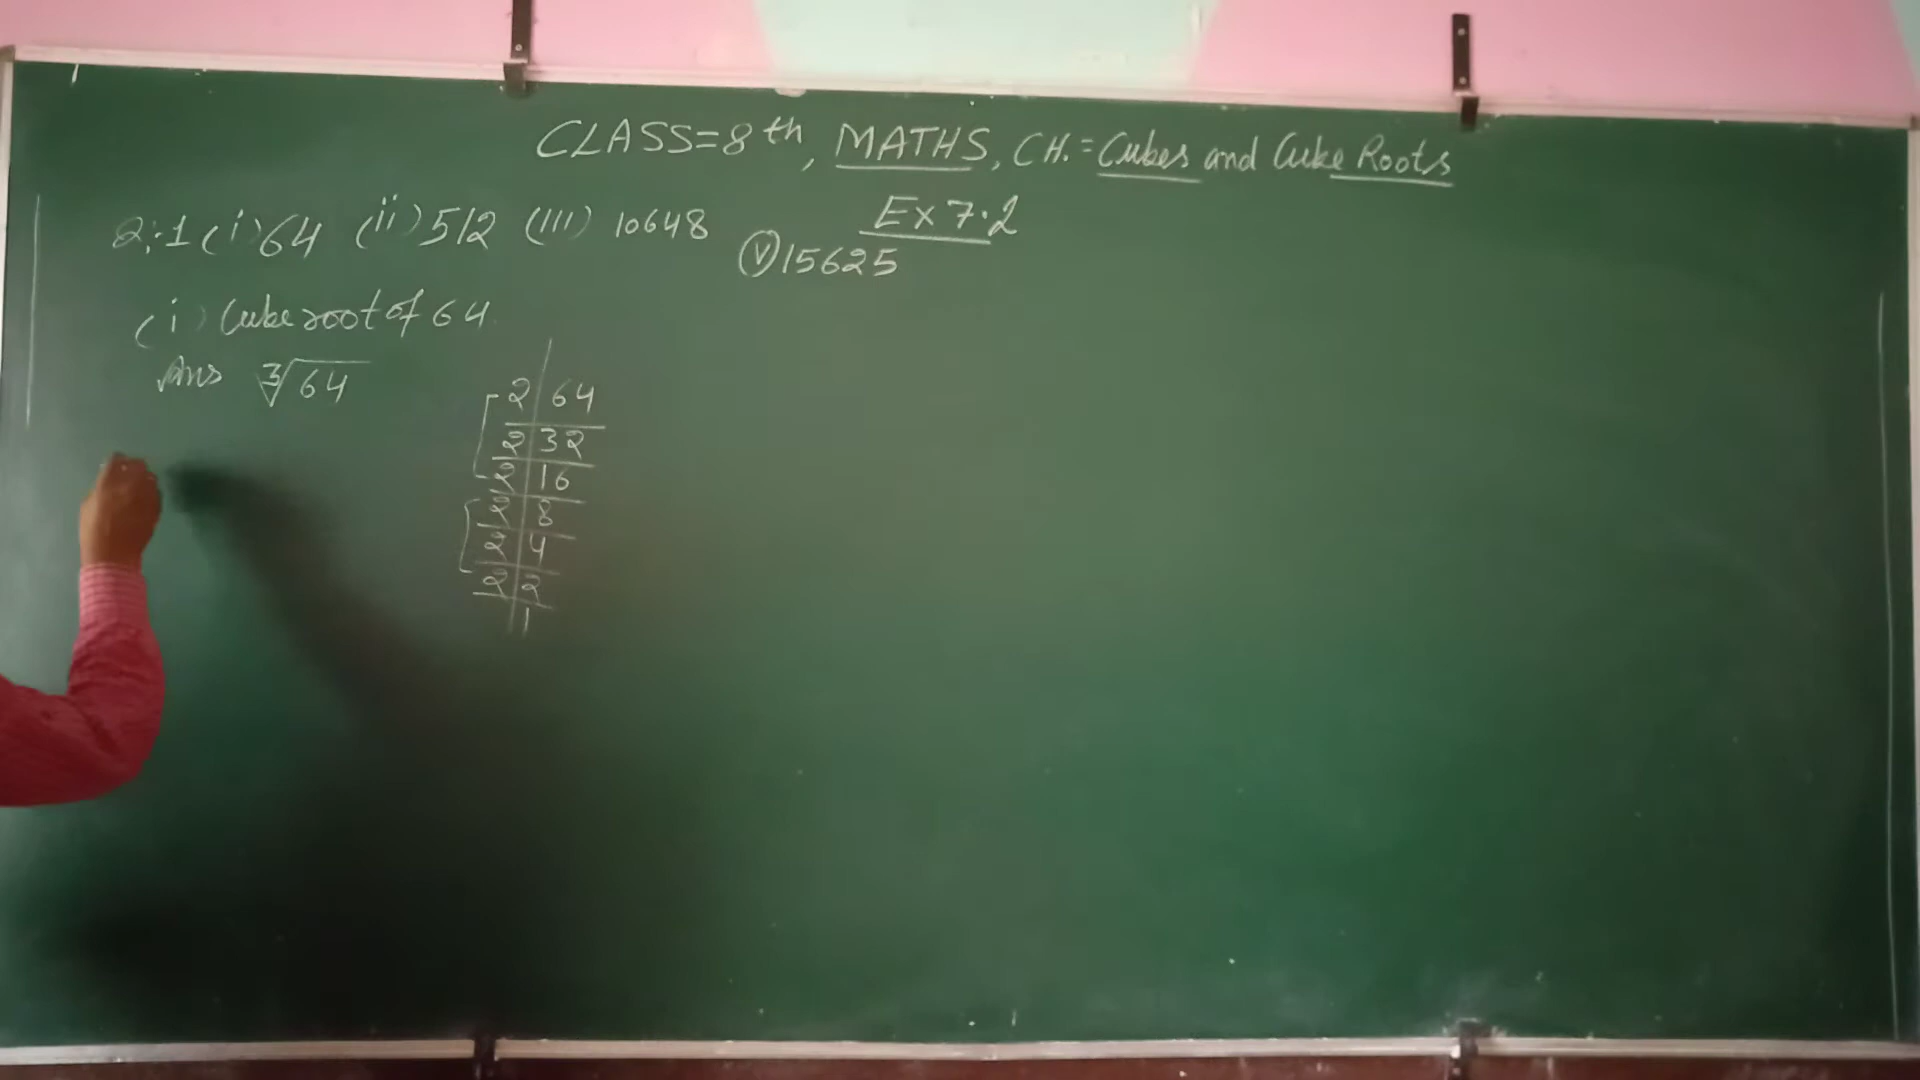 CLASS=8th, MATHS, CH.=Cubes and Cube Roots
Ex 7.2
Q:-1 (i) 64 (ii) 512 (iii) 10648
(v) 15625
(i) Cube root of 64
Ans ∛64
2 64
2 32
2 16
2 8
2 4
2 2
1